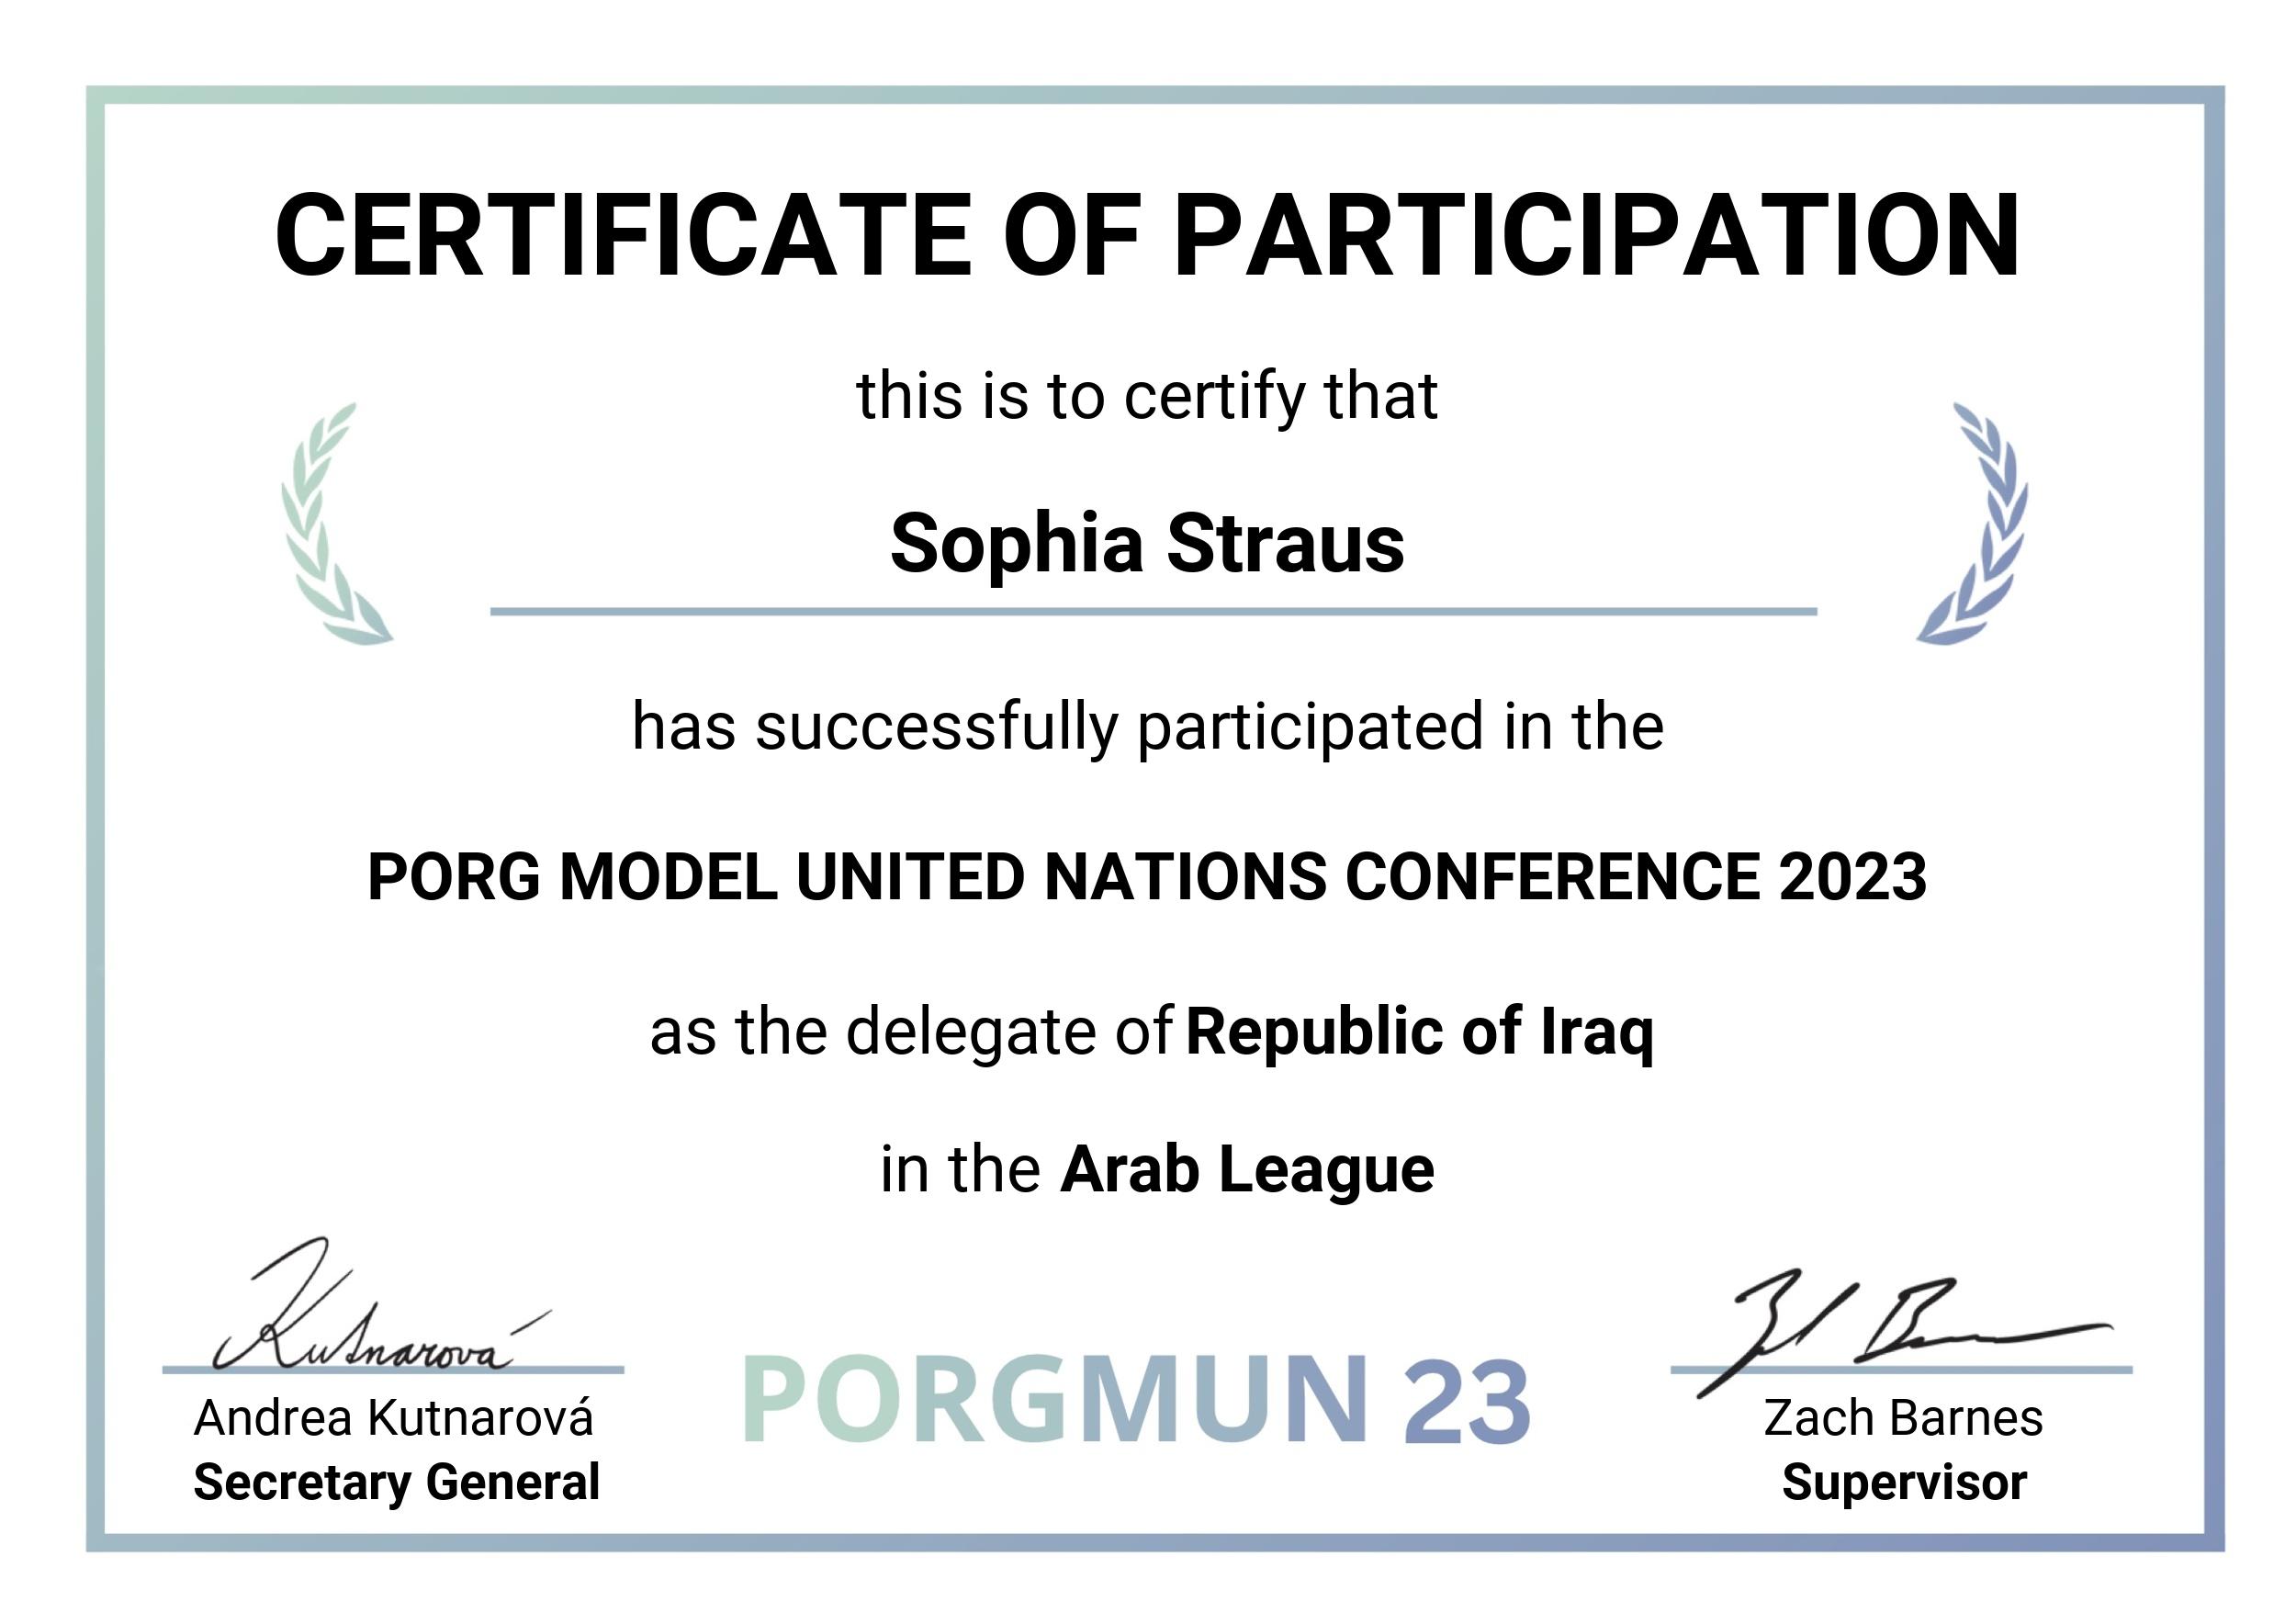 CERTIFICATE OF PARTICIPATION
this is to certify that
Sophia Straus
has successfully participated in the
PORG MODEL UNITED NATIONS CONFERENCE 2023
as the delegate of Republic of Iraq
in the Arab League
Kutnarová
Andrea Kutnarová
Secretary General
PORGMUN 23
Zach Barnes
Supervisor